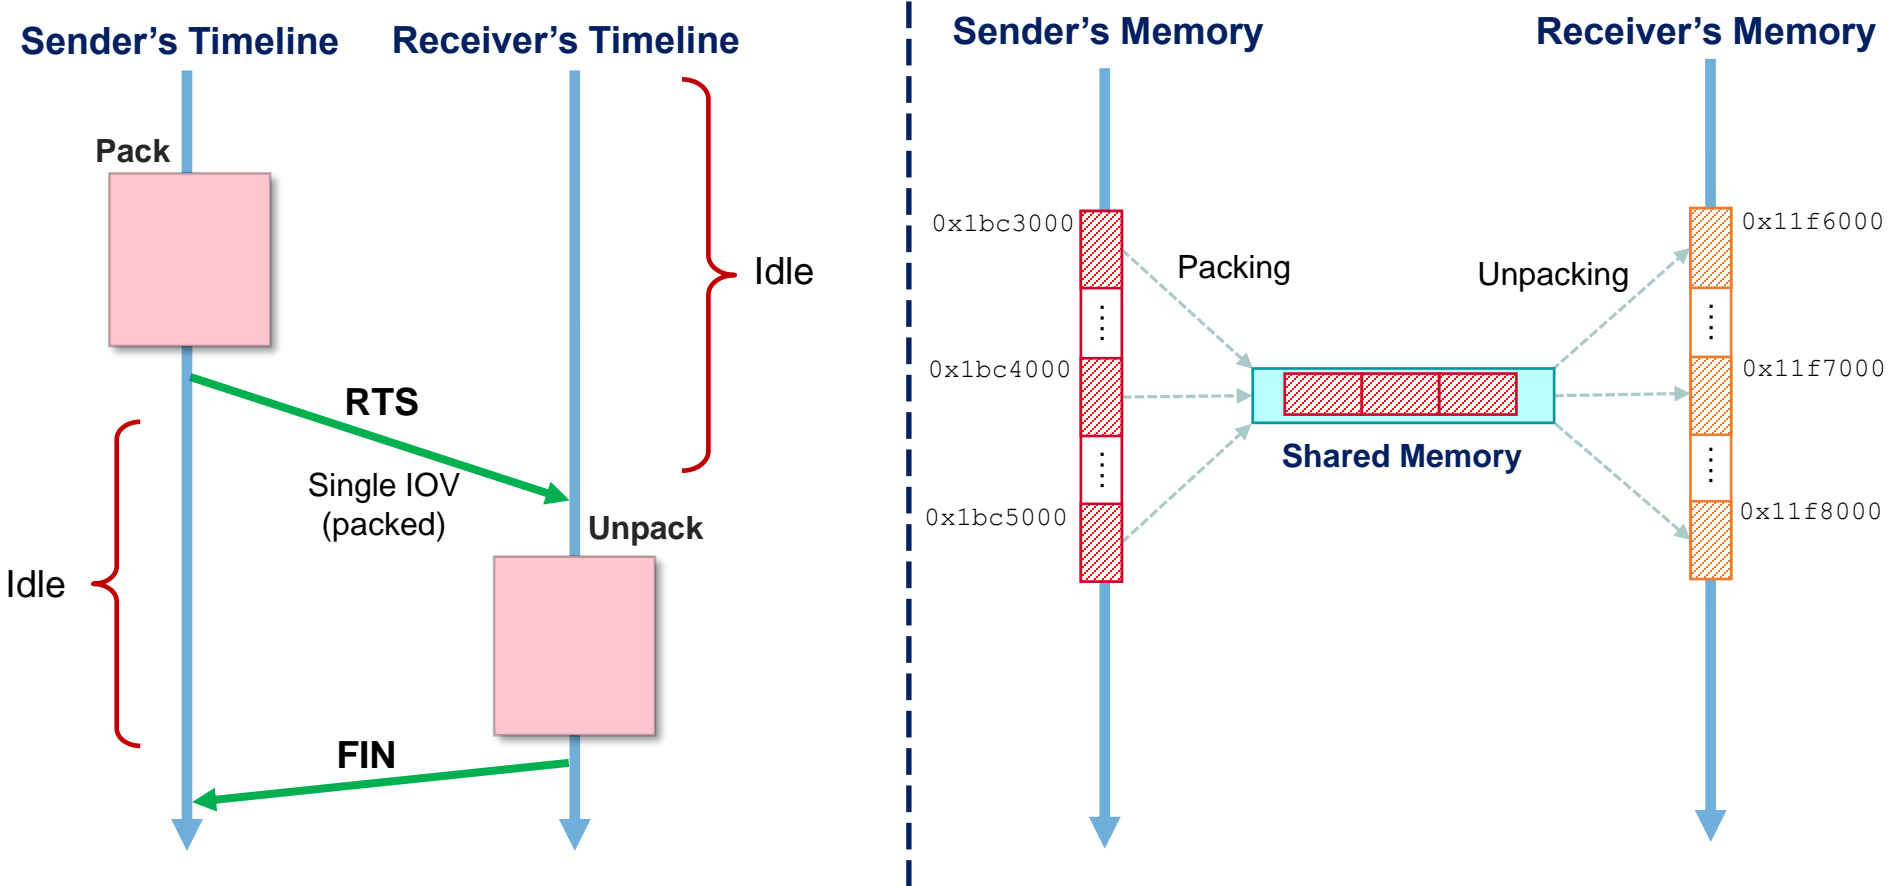 Sender's Timeline
Receiver's Timeline
Pack
Idle
RTS
Single IOV
(packed)
Unpack
Idle
FIN
Sender's Memory
Receiver's Memory
0x1bc3000
0x11f6000
Packing
Unpacking
0x1bc4000
0x11f7000
Shared Memory
0x1bc5000
0x11f8000